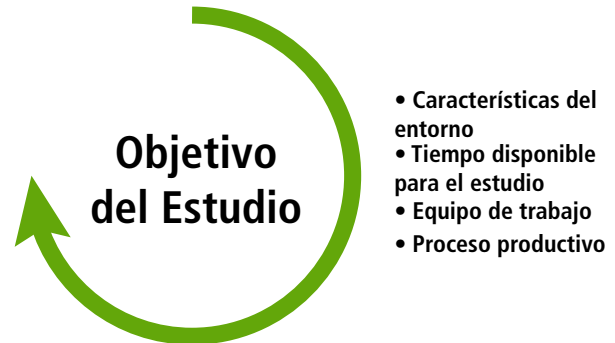 Objetivo
del Estudio
• Características del
entorno
• Tiempo disponible
para el estudio
• Equipo de trabajo
• Proceso productivo